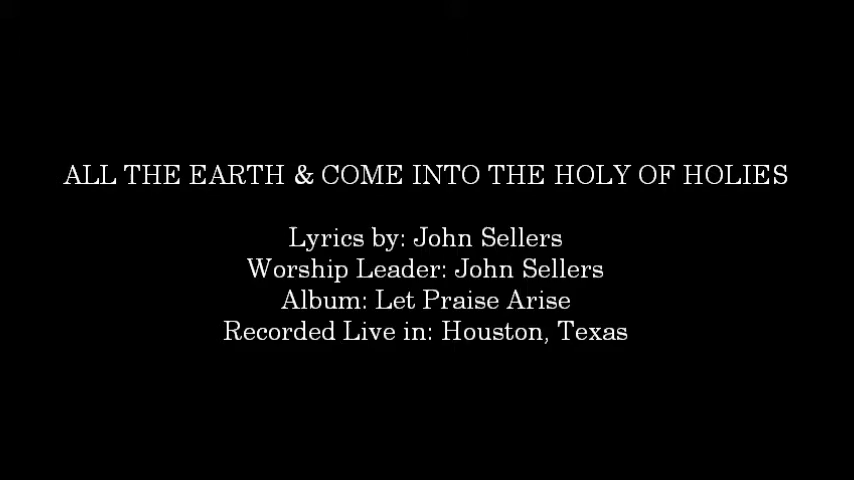 ALL THE EARTH & COME INTO THE HOLY OF HOLIES
Lyrics by: John Sellers
Worship Leader: John Sellers
Album: Let Praise Arise
Recorded Live in: Houston, Texas